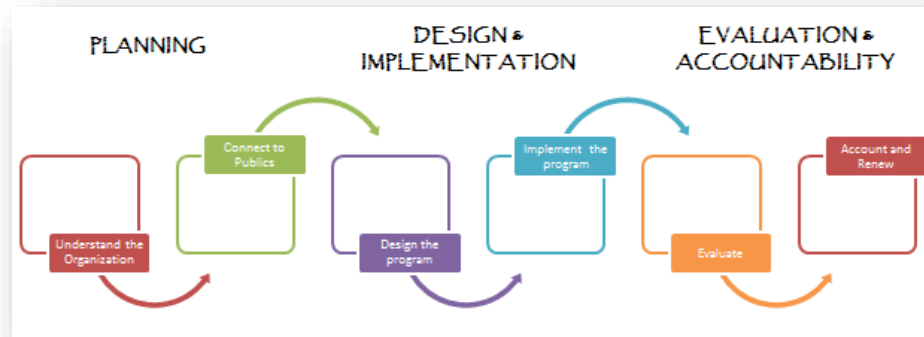 PLANNING
DESIGN &
IMPLEMENTATION
EVALUATION &
ACCOUNTABILITY
Understand the
Organization
Connect to
Publics
Design the
program
Implement the
program
Evaluate
Account and
Renew